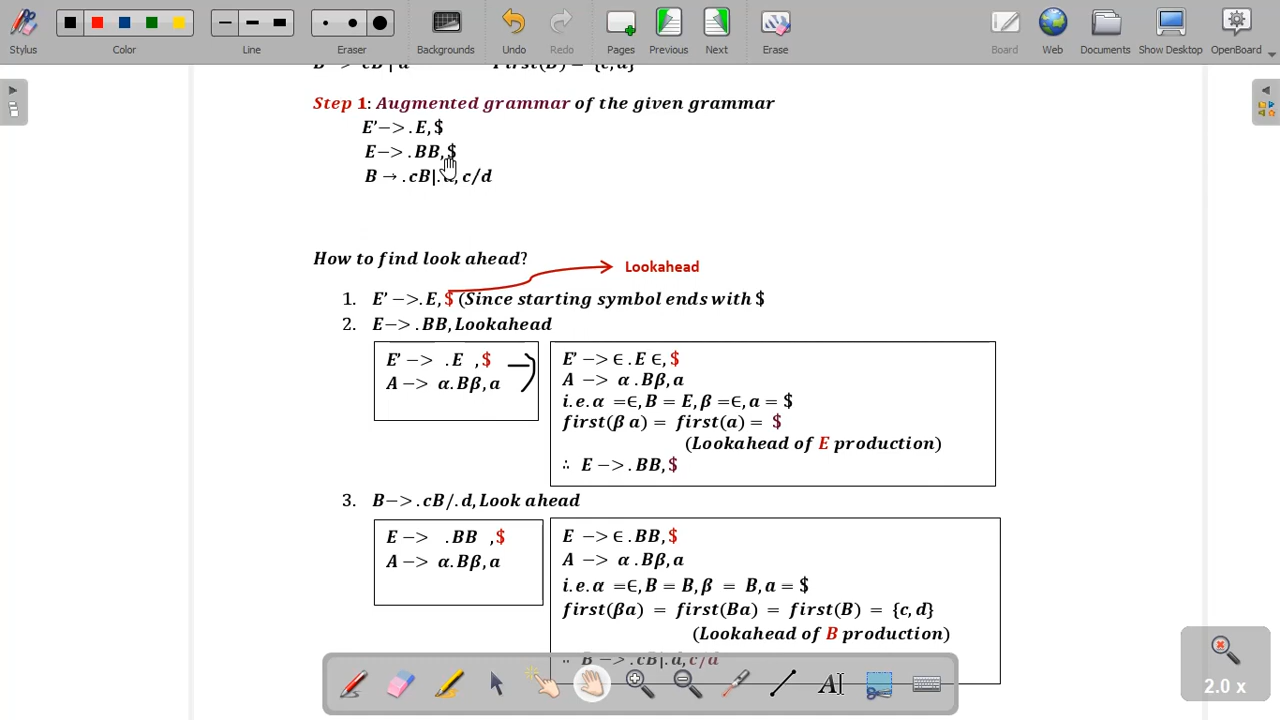 Stylus
Color
Line
Eraser
Backgrounds
Undo
Redo
Pages
Previous
Next
Erase
Board
Web
Documents
Show Desktop
OpenBoard
B −> cB | d First(B) = {c,d}
Step 1: Augmented grammar of the given grammar
E'−> .E,$
E−> .BB,$
B → .cB|. , c/d
How to find look ahead?
Lookahead
1. E' −>.E,$ (Since starting symbol ends with $
2. E−> .BB, Lookahead
E' −> .E ,$
A −> α.Bβ,a
E' −> ϵ .E ϵ,$
A −> α .Bβ,a
i.e.α =ϵ,B = E,β =ϵ,a = $
first(β a) = first(a) = $
(Lookahead of E production)
∴ E −>.BB,$
3. B−> .cB/.d, Look ahead
E −> .BB ,$
A −> α.Bβ,a
E −> ϵ .BB,$
A −> α .Bβ,a
i.e.α =ϵ,B = B,β = B,a = $
first(βa) = first(Ba) = first(B) = {c,d}
(Lookahead of B production)
∴ B −>.cB|.d,c/d
2.0 x